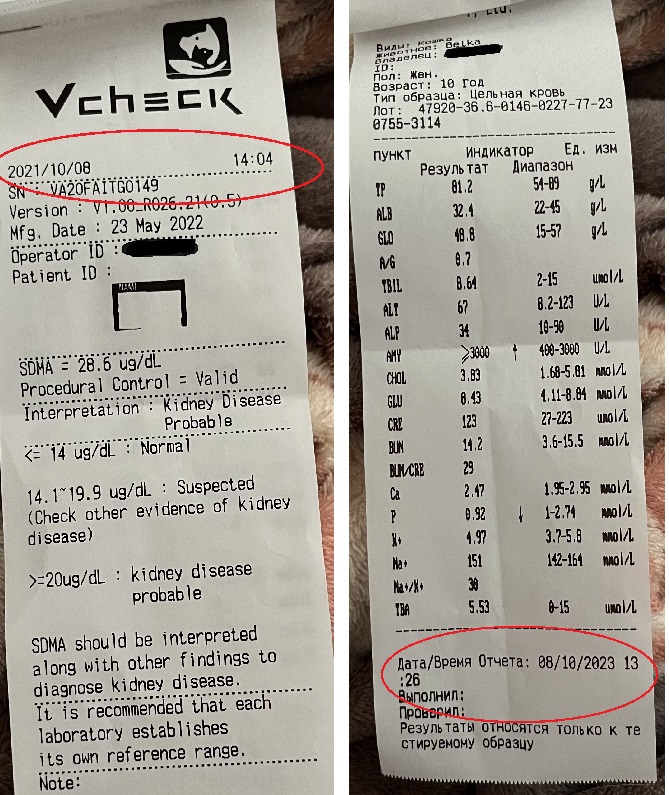 Vcheck
2021/10/08 14:04
SN : VA20FAITG0149
Version : V1.00_R026.21(0.5)
Mfg. Date : 23 May 2022
Operator ID :
Patient ID :
SDMA = 28.6 ug/dL
Procedural Control = Valid
Interpretation : Kidney Disease
Probable
<= 14 ug/dL : Normal
14.1~19.9 ug/dL : Suspected
(Check other evidence of kidney
disease)
>=20ug/dL : kidney disease
probable
SDMA should be interpreted
along with other findings to
diagnose kidney disease.
It is recommended that each
laboratory establishes
its own reference range.
Note:
Виды: Кошка
Животное: Belka
Владелец:
ID:
Пол: Жен.
Возраст: 10 Год
Тип образца: Цельная кровь
Лот: 47920-36.6-0146-0227-77-23
0755-3114
Пункт Индикатор Ед. изм
Результат Диапазон
TP 81.2 54-89 g/L
ALB 32.4 22-45 g/L
GLO 48.8 15-57 g/L
A/G 0.7
TBIL 8.64 2-15 umol/L
ALT 67 8.2-123 U/L
ALP 34 10-90 U/L
AMY ≥3000 ↑ 400-3000 U/L
CHOL 3.83 1.68-5.81 mmol/L
GLU 8.43 4.11-8.84 mmol/L
CRE 123 27-223 umol/L
BUN 14.2 3.6-15.5 mmol/L
BUN/CRE 29
Ca 2.47 1.95-2.95 mmol/L
P 0.92 ↓ 1-2.74 mmol/L
K+ 4.97 3.7-5.8 mmol/L
Na+ 151 142-164 mmol/L
Na+/K+ 30
TBA 5.53 0-15 umol/L
Дата/Время Отчета: 08/10/2023 13
:26
Выполнил:
Проверил:
Результаты относятся только к те
стируемому образцу